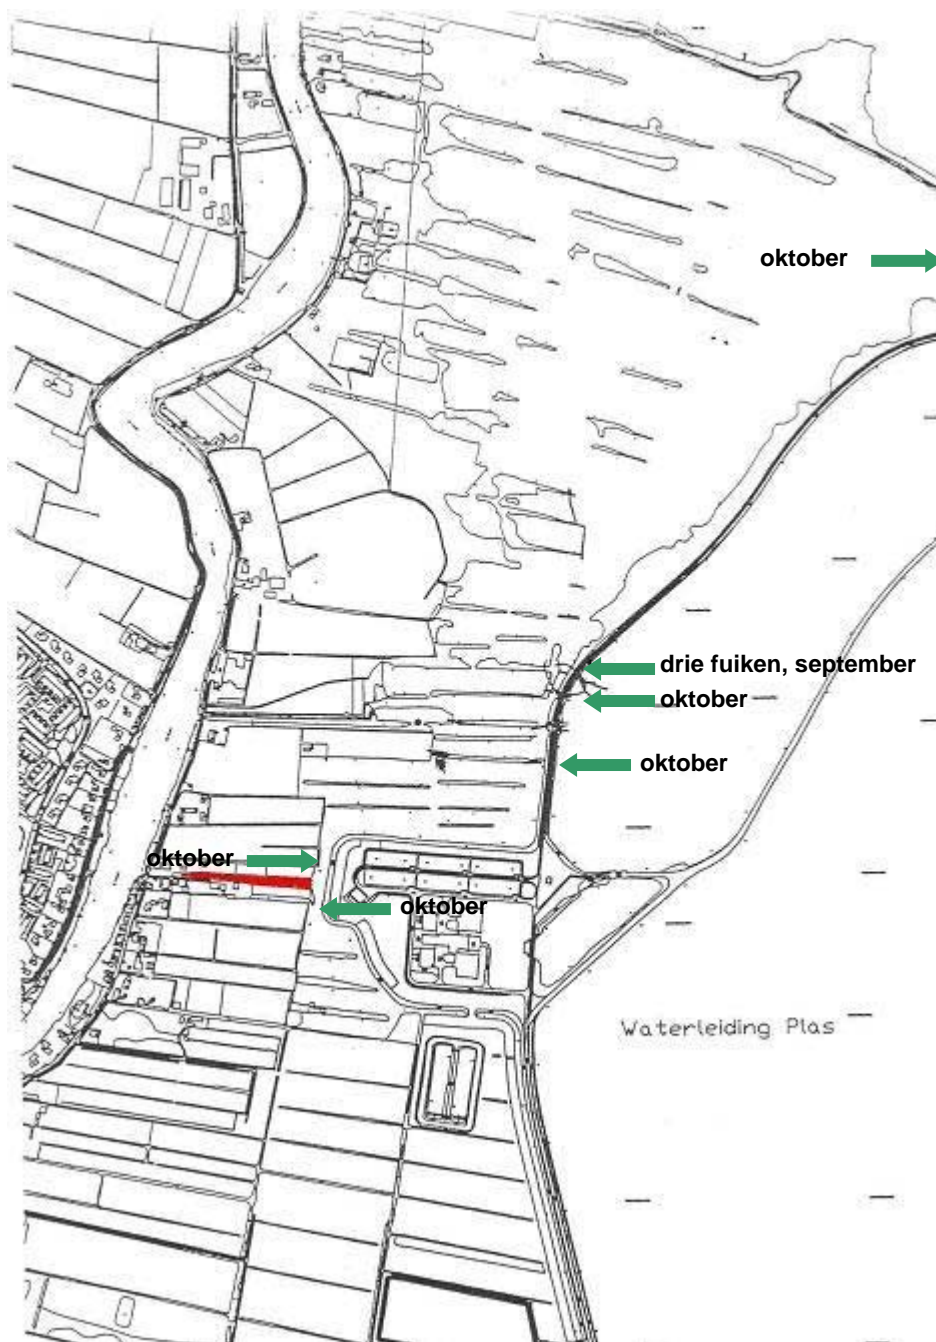 oktober
drie fuiken, september
oktober
oktober
oktober
oktober
Waterleiding Plas